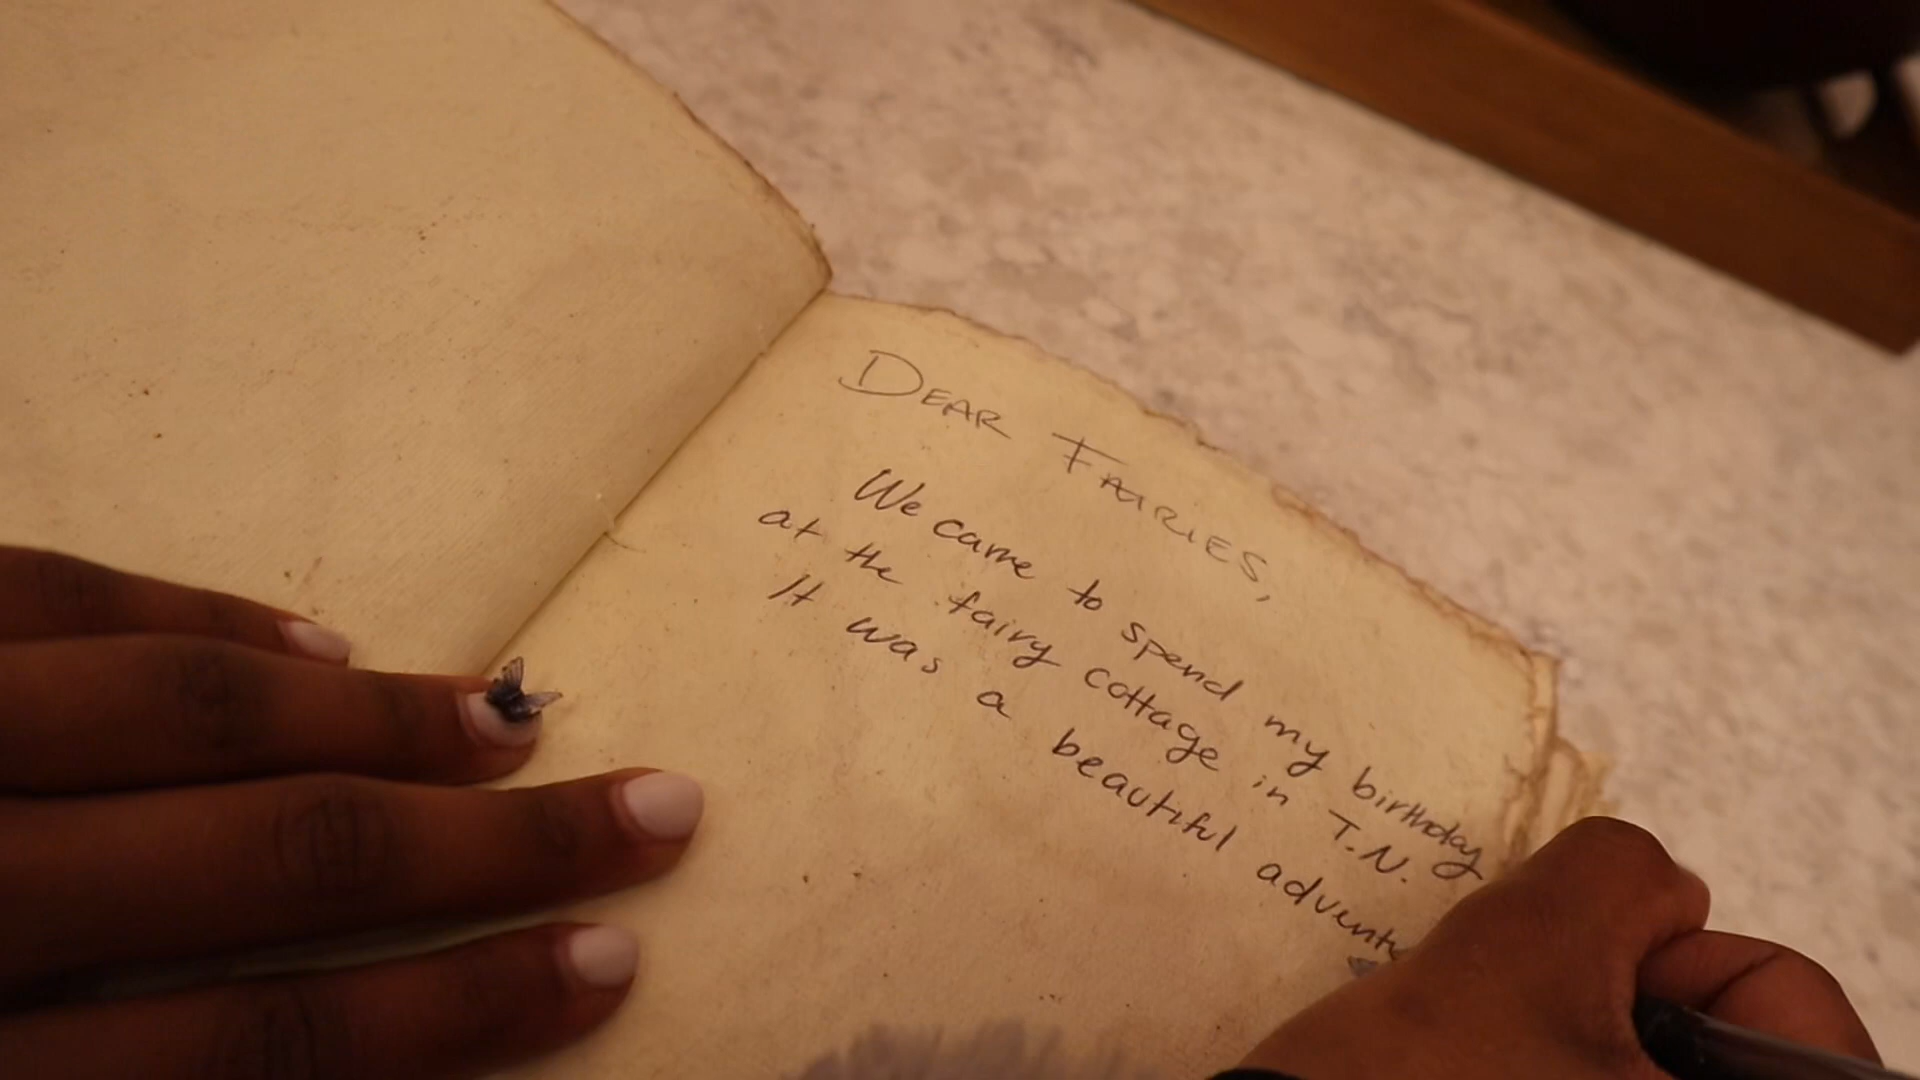 DEAR FAIRIES,
We came to spend my birthday
at the fairy cottage in T.N.
It was a beautiful